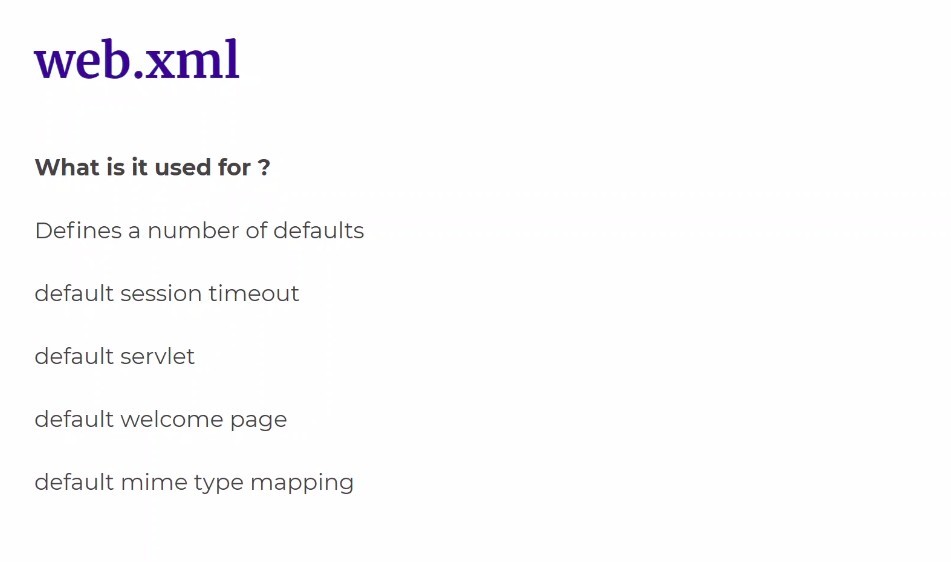 web.xml
What is it used for ?
Defines a number of defaults
default session timeout
default servlet
default welcome page
default mime type mapping